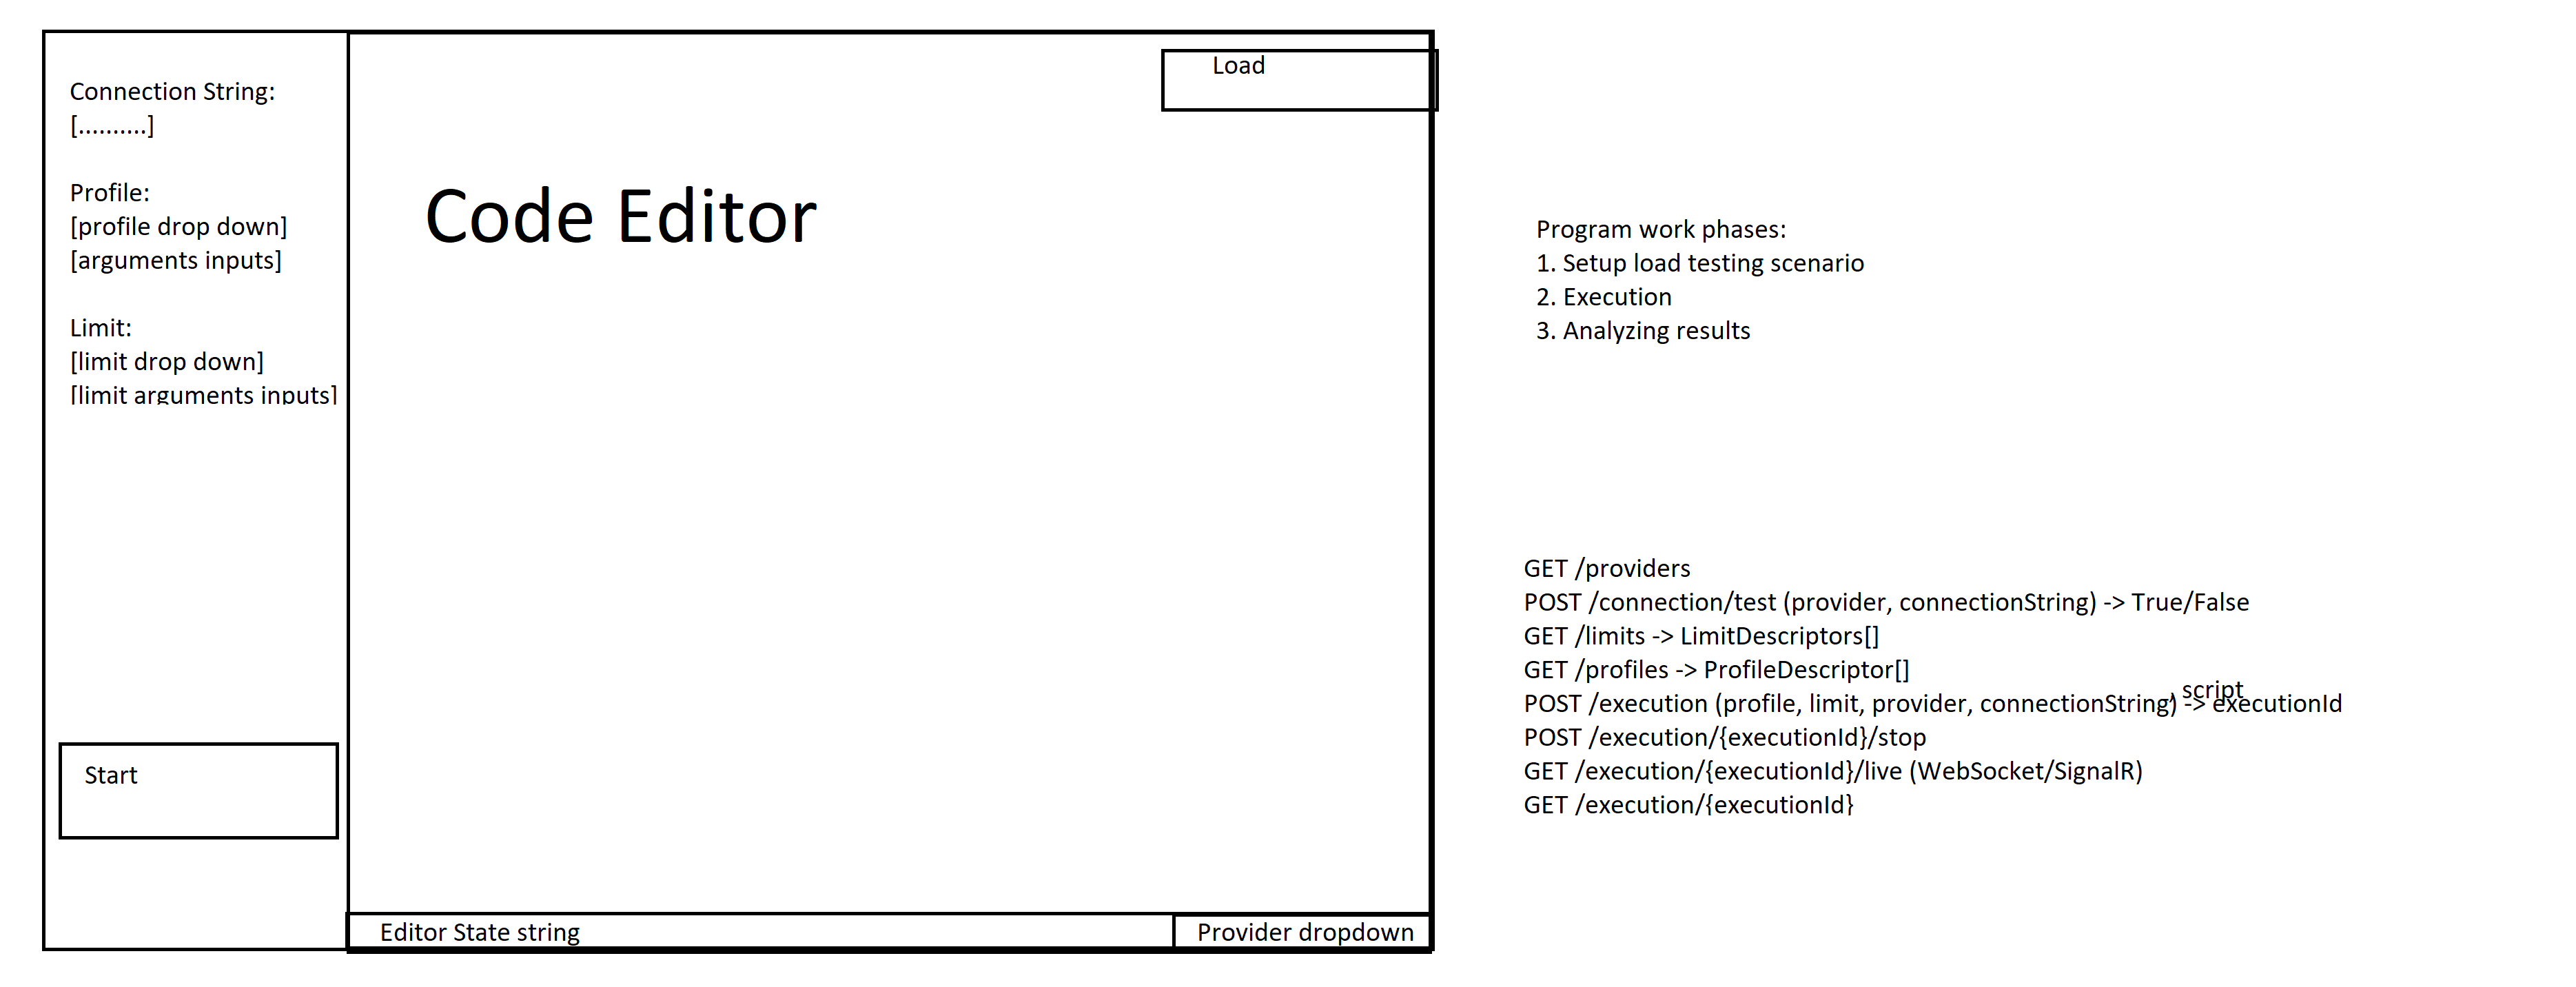 Connection String:
[..........]
Profile:
[profile drop down]
[arguments inputs]
Limit:
[limit drop down]
[limit arguments inputs]
Start
Load
Code Editor
Editor State string
Provider dropdown
Program work phases:
1. Setup load testing scenario
2. Execution
3. Analyzing results
GET /providers
POST /connection/test (provider, connectionString) -> True/False
GET /limits -> LimitDescriptors[]
GET /profiles -> ProfileDescriptor[]
, script
POST /execution (profile, limit, provider, connectionString) -> executionId
POST /execution/{executionId}/stop
GET /execution/{executionId}/live (WebSocket/SignalR)
GET /execution/{executionId}